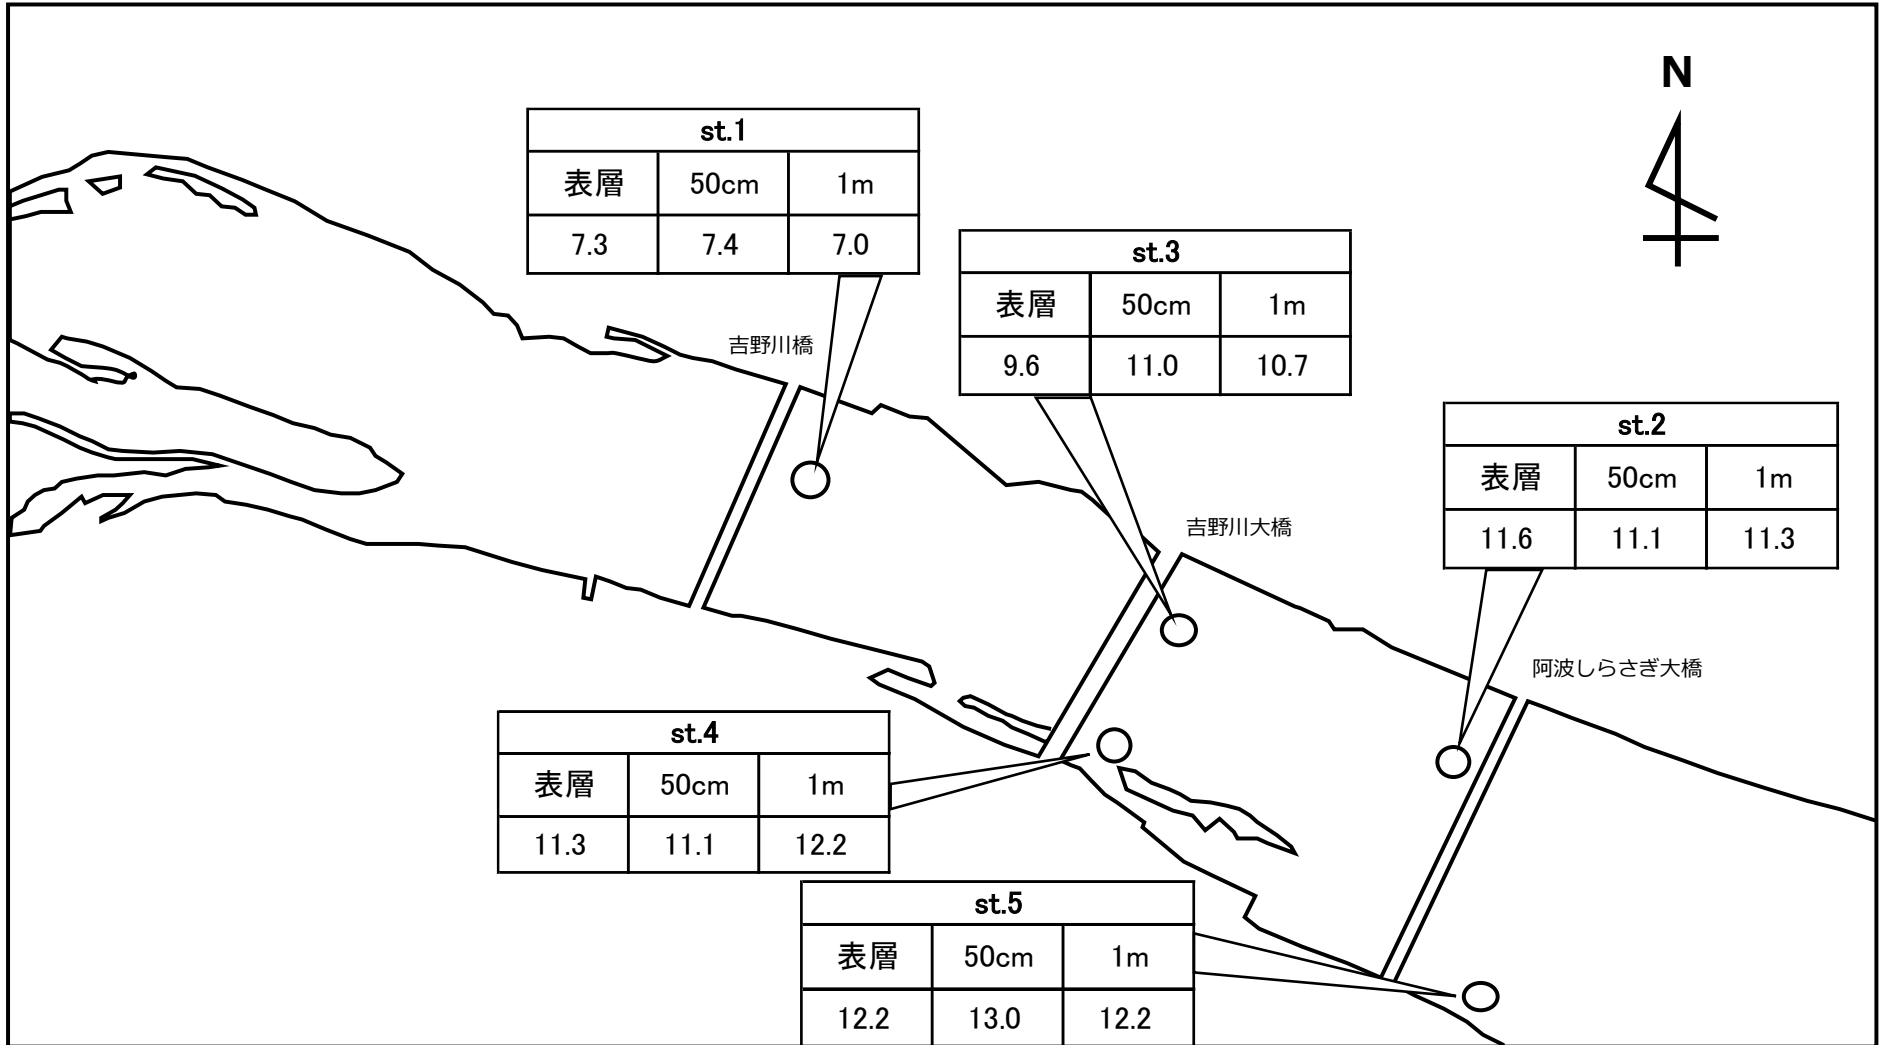 N
st.1
表層 50cm 1m
7.3 7.4 7.0
吉野川橋
st.3
表層 50cm 1m
9.6 11.0 10.7
st.2
表層 50cm 1m
11.6 11.1 11.3
吉野川大橋
阿波しらさぎ大橋
st.4
表層 50cm 1m
11.3 11.1 12.2
st.5
表層 50cm 1m
12.2 13.0 12.2